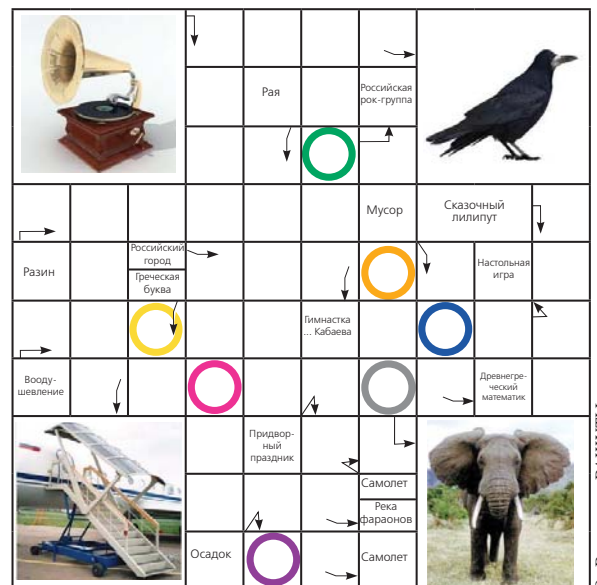 Рая
Российская
рок-группа
Мусор
Сказочный
лилипут
Разин
Российский
город
Греческая
буква
Настольная
игра
Гимнастка
... Кабаева
Вооду-
шевление
Древнегре-
ческий
математик
Придвор-
ный
праздник
Самолет
Река
фараонов
Осадок
Самолет